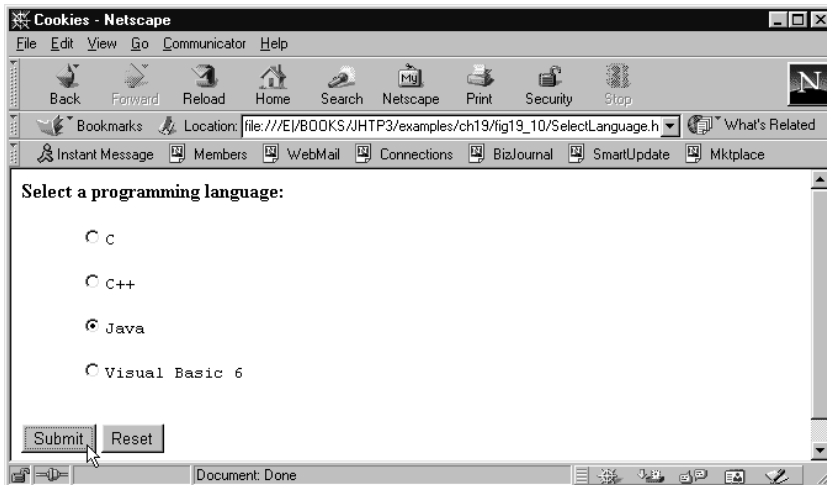 Cookies - Netscape
File Edit View Go Communicator Help
My N
Back Forward Reload Home Search Netscape Print Security Stop
Bookmarks Location: file:///E|/BOOKS/JHTP3/examples/ch19/fig19_10/SelectLanguage.h What's Related
Instant Message Members WebMail Connections BizJournal SmartUpdate Mktplace
Select a programming language:
C
C++
Java
Visual Basic 6
Submit Reset
Document: Done